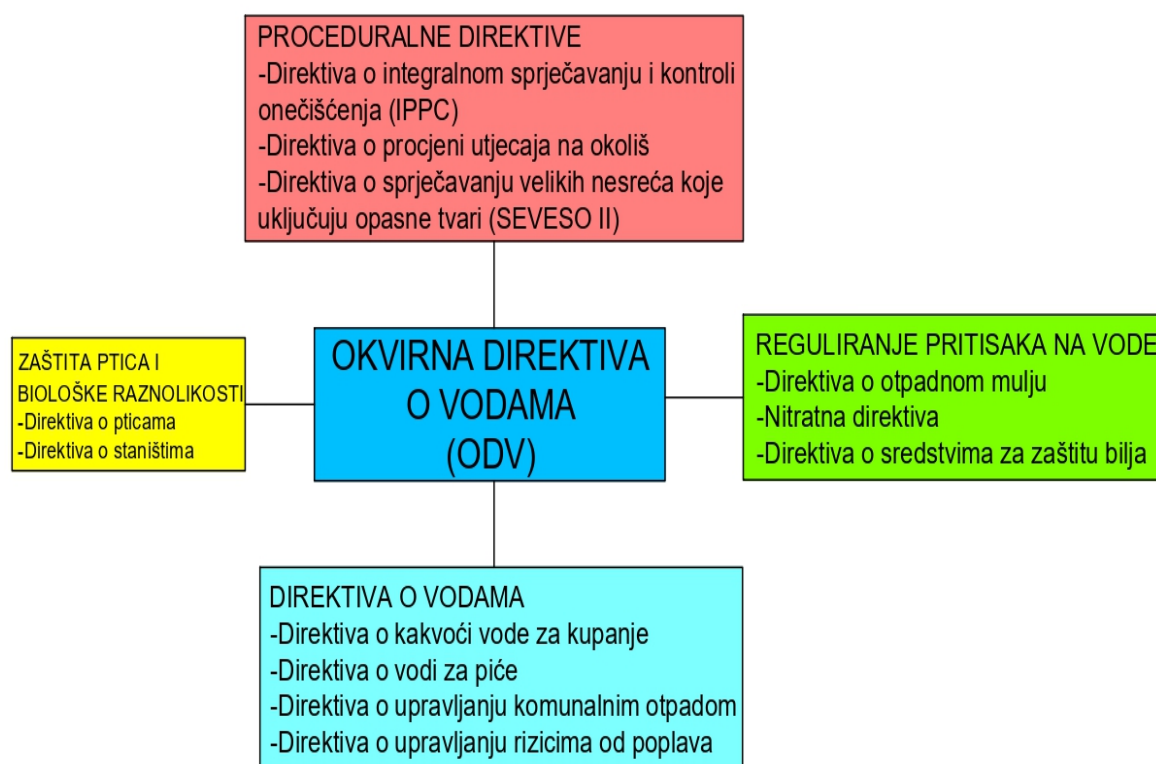 PROCEDURALNE DIREKTIVE
-Direktiva o integralnom sprječavanju i kontroli
onečišćenja (IPPC)
-Direktiva o procjeni utjecaja na okoliš
-Direktiva o sprječavanju velikih nesreća koje
uključuju opasne tvari (SEVESO II)
ZAŠTITA PTICA I
BIOLOŠKE RAZNOLIKOSTI
-Direktiva o pticama
-Direktiva o staništima
OKVIRNA DIREKTIVA
O VODAMA
(ODV)
REGULIRANJE PRITISAKA NA VODE
-Direktiva o otpadnom mulju
-Nitratna direktiva
-Direktiva o sredstvima za zaštitu bilja
DIREKTIVA O VODAMA
-Direktiva o kakvoći vode za kupanje
-Direktiva o vodi za piće
-Direktiva o upravljanju komunalnim otpadom
-Direktiva o upravljanju rizicima od poplava